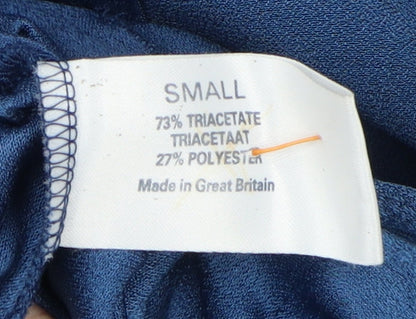 SMALL
73% TRIACETATE
TRIACETAAT
27% POLYESTER
Made in Great Britain